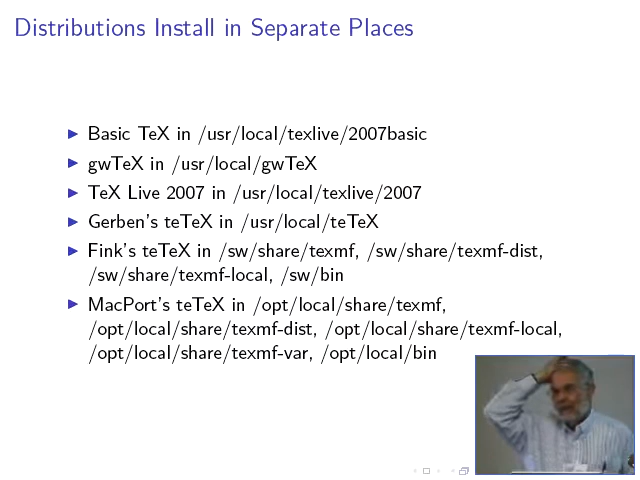 Distributions Install in Separate Places
Basic TeX in /usr/local/texlive/2007basic
gwTeX in /usr/local/gwTeX
TeX Live 2007 in /usr/local/texlive/2007
Gerben's teTeX in /usr/local/teTeX
Fink's teTeX in /sw/share/texmf, /sw/share/texmf-dist,
/sw/share/texmf-local, /sw/bin
MacPort's teTeX in /opt/local/share/texmf,
/opt/local/share/texmf-dist, /opt/local/share/texmf-local,
/opt/local/share/texmf-var, /opt/local/bin